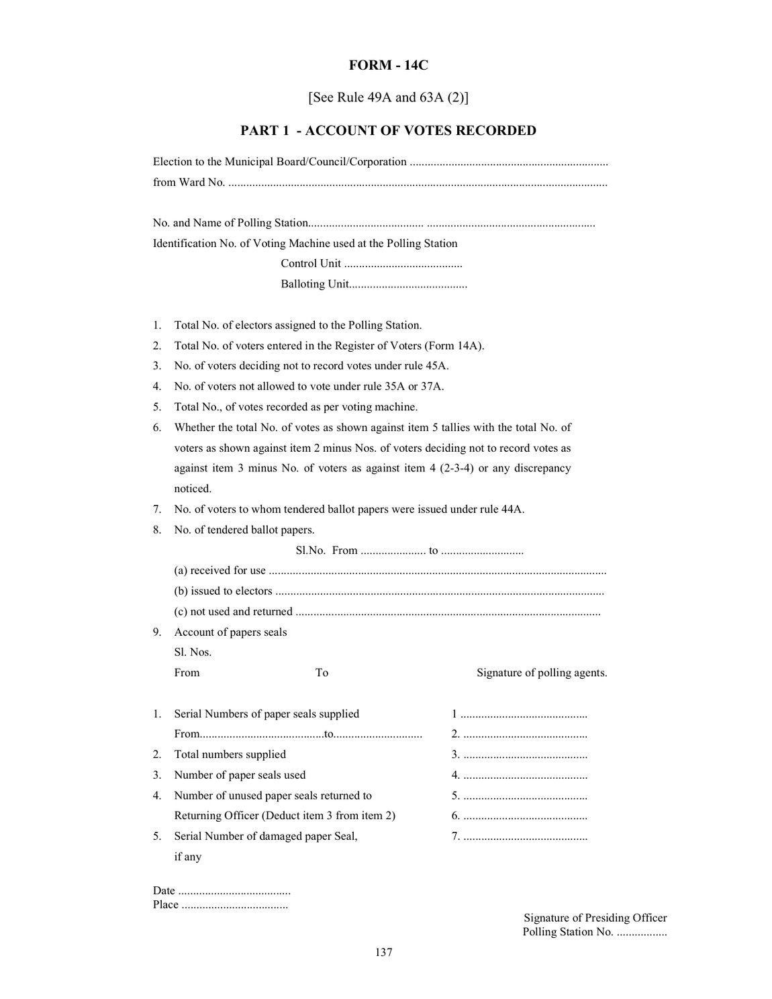 FORM - 14C
[See Rule 49A and 63A (2)]
PART 1 - ACCOUNT OF VOTES RECORDED
Election to the Municipal Board/Council/Corporation ...................................................................
from Ward No. ................................................................................................................................
No. and Name of Polling Station....................................... .........................................................
Identification No. of Voting Machine used at the Polling Station
Control Unit ........................................
Balloting Unit........................................
1. Total No. of electors assigned to the Polling Station.
2. Total No. of voters entered in the Register of Voters (Form 14A).
3. No. of voters deciding not to record votes under rule 45A.
4. No. of voters not allowed to vote under rule 35A or 37A.
5. Total No., of votes recorded as per voting machine.
6. Whether the total No. of votes as shown against item 5 tallies with the total No. of
voters as shown against item 2 minus Nos. of voters deciding not to record votes as
against item 3 minus No. of voters as against item 4 (2-3-4) or any discrepancy
noticed.
7. No. of voters to whom tendered ballot papers were issued under rule 44A.
8. No. of tendered ballot papers.
Sl.No. From ...................... to ............................
(a) received for use ..................................................................................................................
(b) issued to electors ...............................................................................................................
(c) not used and returned .......................................................................................................
9. Account of papers seals
Sl. Nos.
From To Signature of polling agents.
1. Serial Numbers of paper seals supplied 1 ...........................................
From..........................................to.............................. 2. ..........................................
2. Total numbers supplied 3. ..........................................
3. Number of paper seals used 4. ..........................................
4. Number of unused paper seals returned to 5. ..........................................
Returning Officer (Deduct item 3 from item 2) 6. ..........................................
5. Serial Number of damaged paper Seal, 7. ..........................................
if any
Date ......................................
Place ....................................
Signature of Presiding Officer
Polling Station No. .................
137